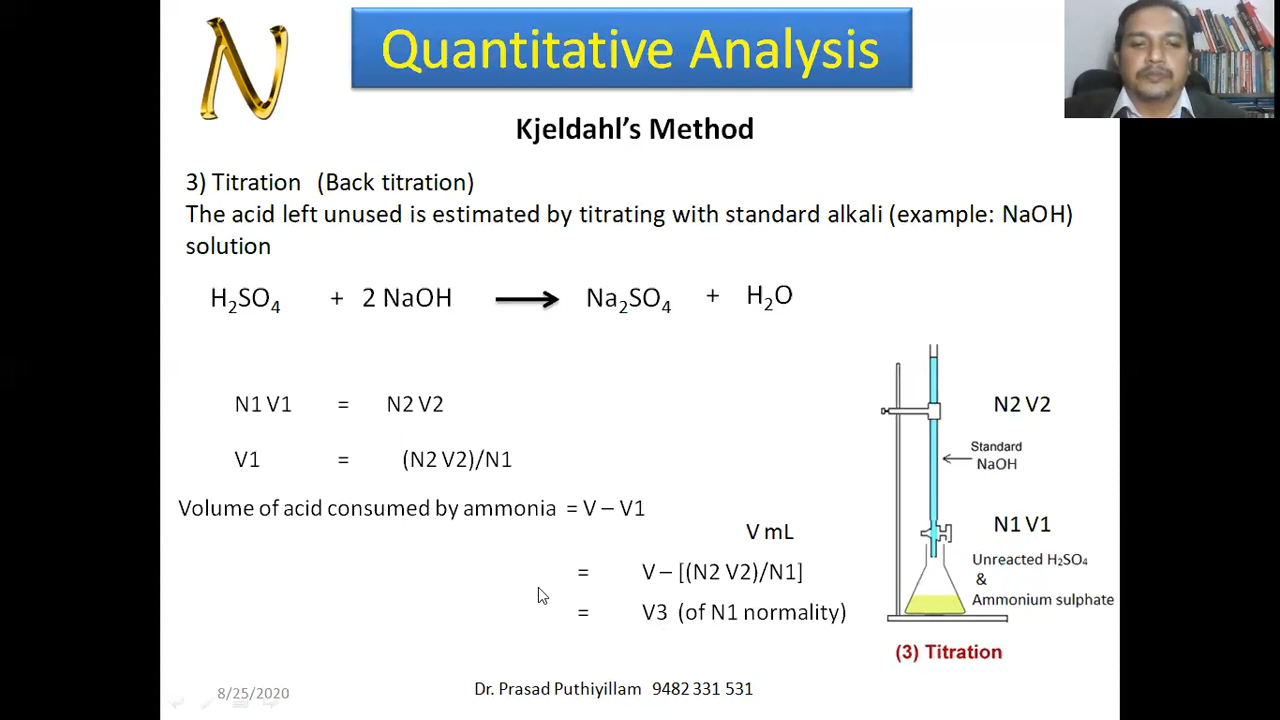 N
Quantitative Analysis
Kjeldahl's Method
3) Titration (Back titration)
The acid left unused is estimated by titrating with standard alkali (example: NaOH)
solution
H₂SO₄ + 2 NaOH → Na₂SO₄ + H₂O
N1 V1 = N2 V2
V1 = (N2 V2)/N1
Volume of acid consumed by ammonia = V – V1
V mL
= V – [(N2 V2)/N1]
= V3 (of N1 normality)
N2 V2
Standard
NaOH
N1 V1
Unreacted H₂SO₄
&
Ammonium sulphate
(3) Titration
8/25/2020
Dr. Prasad Puthiyillam 9482 331 531